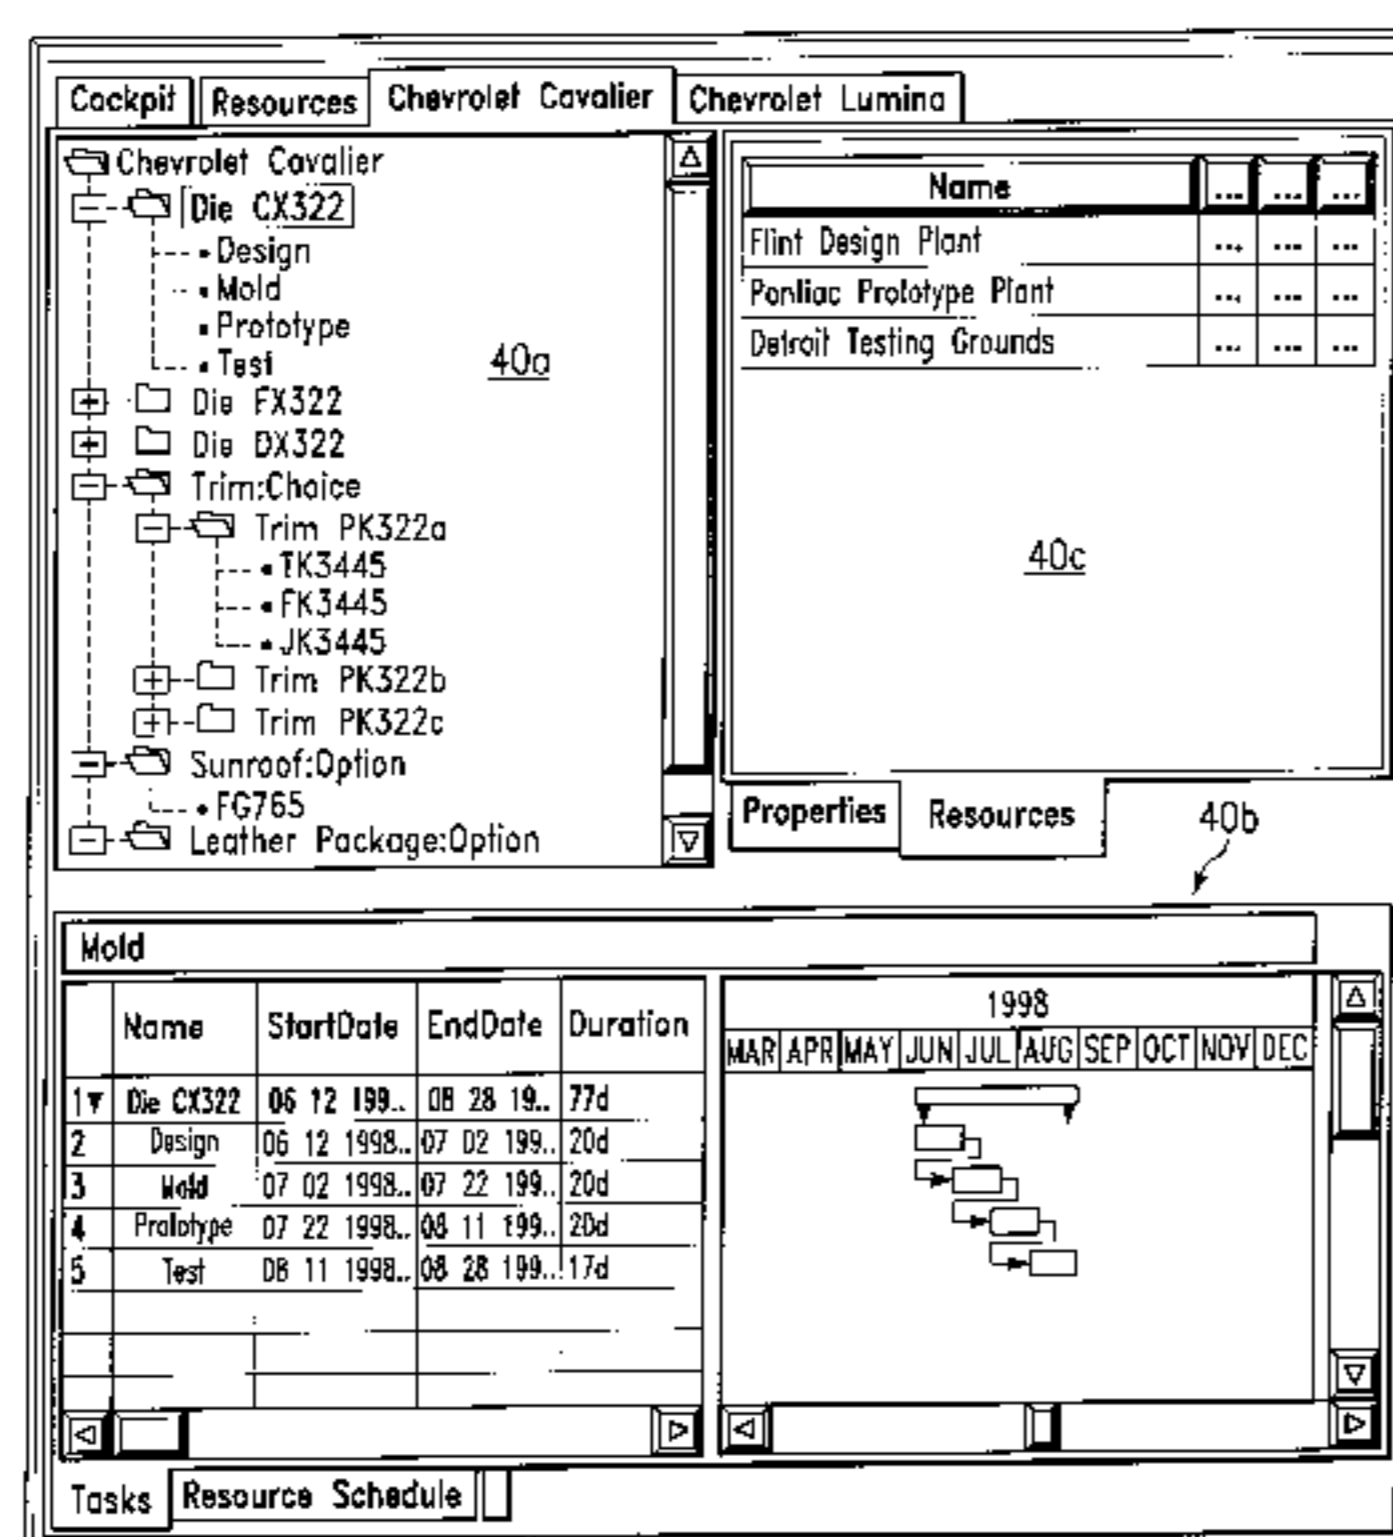 Cockpit Resources Chevrolet Cavalier Chevrolet Lumina
Chevrolet Cavalier
Die CX322
Design
Mold
Prototype
Test
Die FX322
Die DX322
Trim:Choice
Trim PK322a
TK3445
FK3445
JK3445
Trim PK322b
Trim PK322c
Sunroof:Option
FG765
Leather Package:Option
40a
Name ... ... ...
Flint Design Plant ... ... ...
Pontiac Prototype Plant ... ... ...
Detroit Testing Grounds ... ... ...
40c
Properties Resources
40b
Mold
Name StartDate EndDate Duration
1 Die CX322 06 12 199.. 08 28 19.. 77d
2 Design 06 12 1998.. 07 02 199.. 20d
3 Mold 07 02 1998.. 07 22 199.. 20d
4 Prototype 07 22 1998.. 08 11 199.. 20d
5 Test 08 11 1998.. 08 28 199... 17d
1998
MAR APR MAY JUN JUL AUG SEP OCT NOV DEC
Tasks Resource Schedule